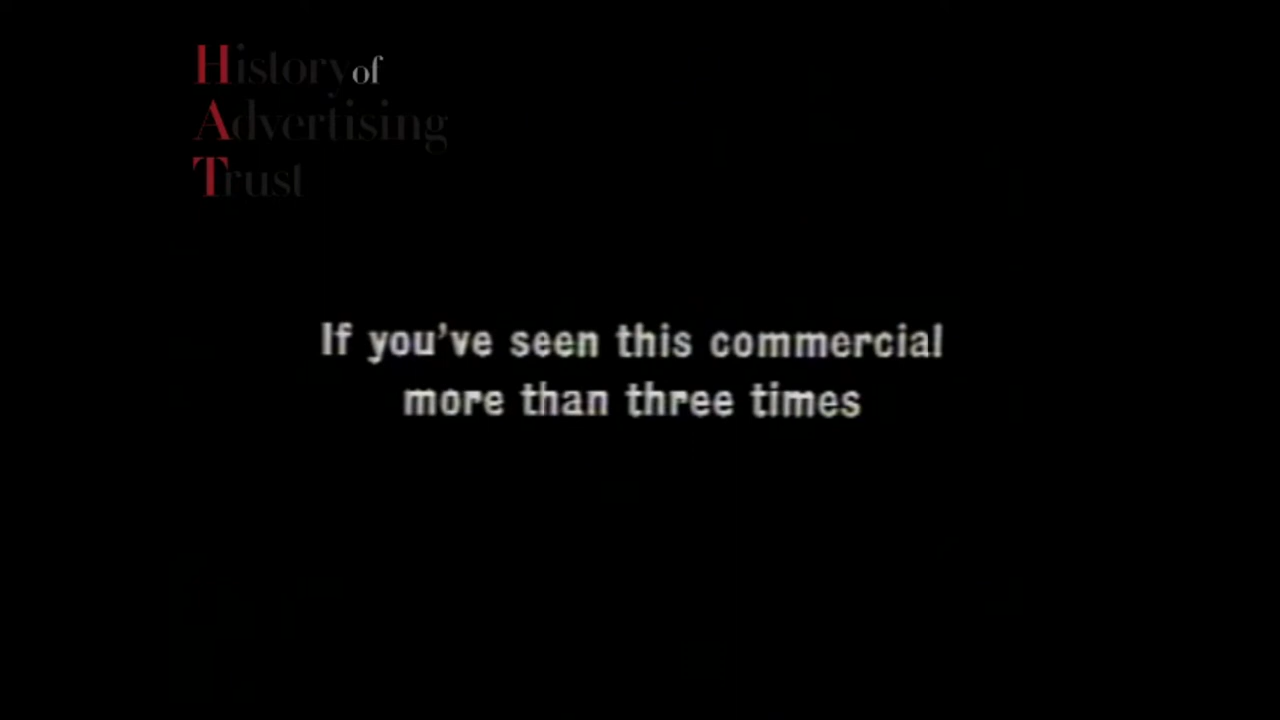 History of
Advertising
Trust
If you've seen this commercial
more than three times